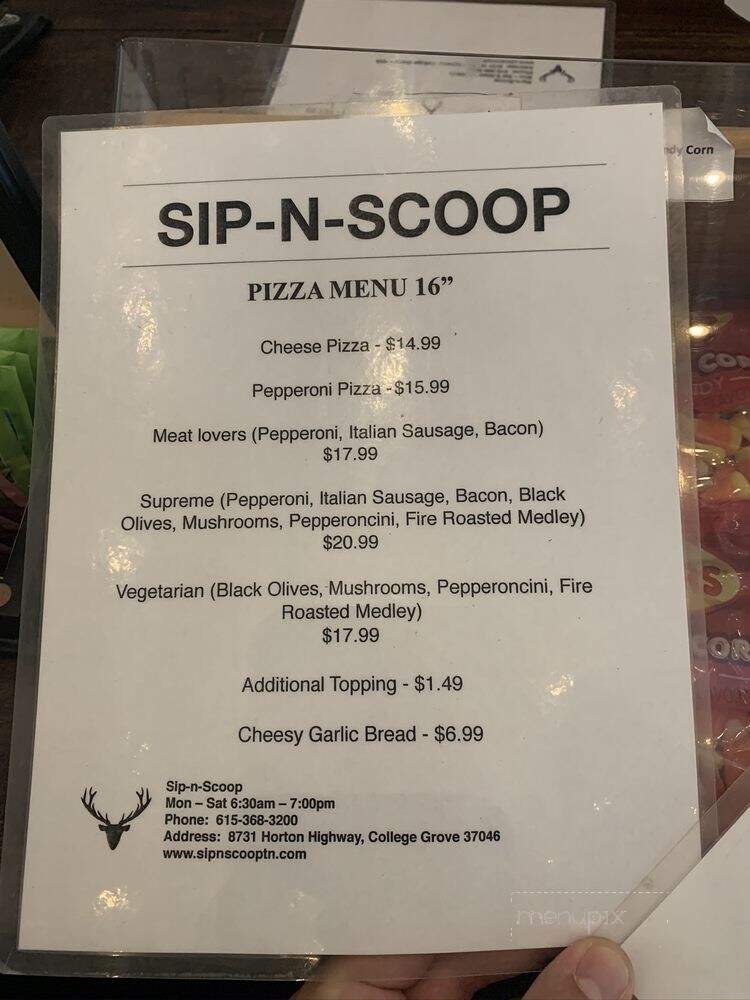 ndy Corn
SIP-N-SCOOP
PIZZA MENU 16”
Cheese Pizza - $14.99
Pepperoni Pizza - $15.99
Meat lovers (Pepperoni, Italian Sausage, Bacon)
$17.99
Supreme (Pepperoni, Italian Sausage, Bacon, Black
Olives, Mushrooms, Pepperoncini, Fire Roasted Medley)
$20.99
Vegetarian (Black Olives, Mushrooms, Pepperoncini, Fire
Roasted Medley)
$17.99
Additional Topping - $1.49
Cheesy Garlic Bread - $6.99
Sip-n-Scoop
Mon – Sat 6:30am – 7:00pm
Phone: 615-368-3200
Address: 8731 Horton Highway, College Grove 37046
www.sipnscooptn.com
menupix